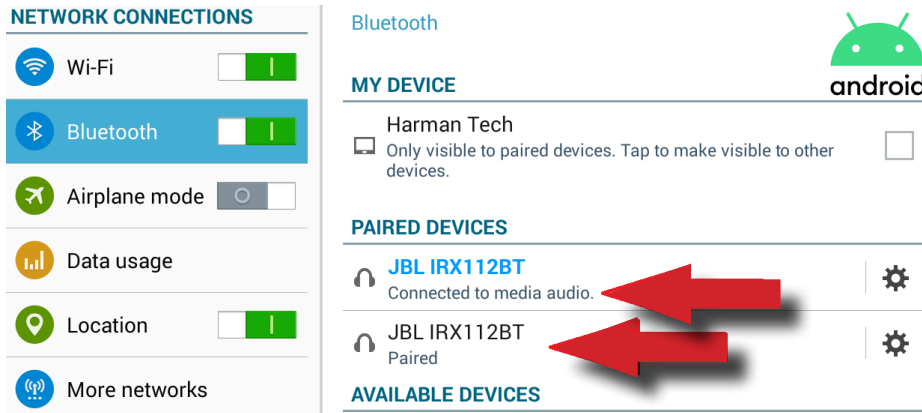 NETWORK CONNECTIONS
Wi-Fi
Bluetooth
Airplane mode
Data usage
Location
More networks
Bluetooth
android
MY DEVICE
Harman Tech
Only visible to paired devices. Tap to make visible to other
devices.
PAIRED DEVICES
JBL IRX112BT
Connected to media audio.
JBL IRX112BT
Paired
AVAILABLE DEVICES